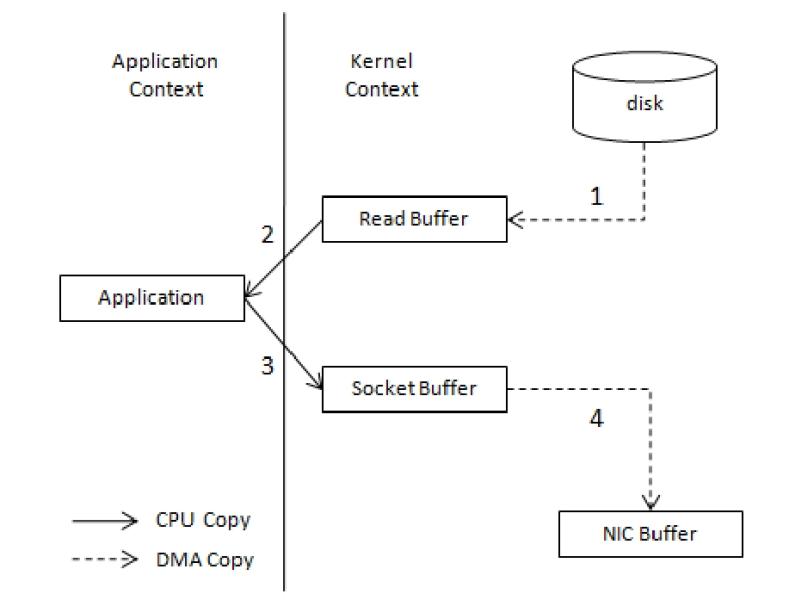 Application
Context
Kernel
Context
disk
1
Read Buffer
2
Application
3
Socket Buffer
4
CPU Copy
NIC Buffer
DMA Copy